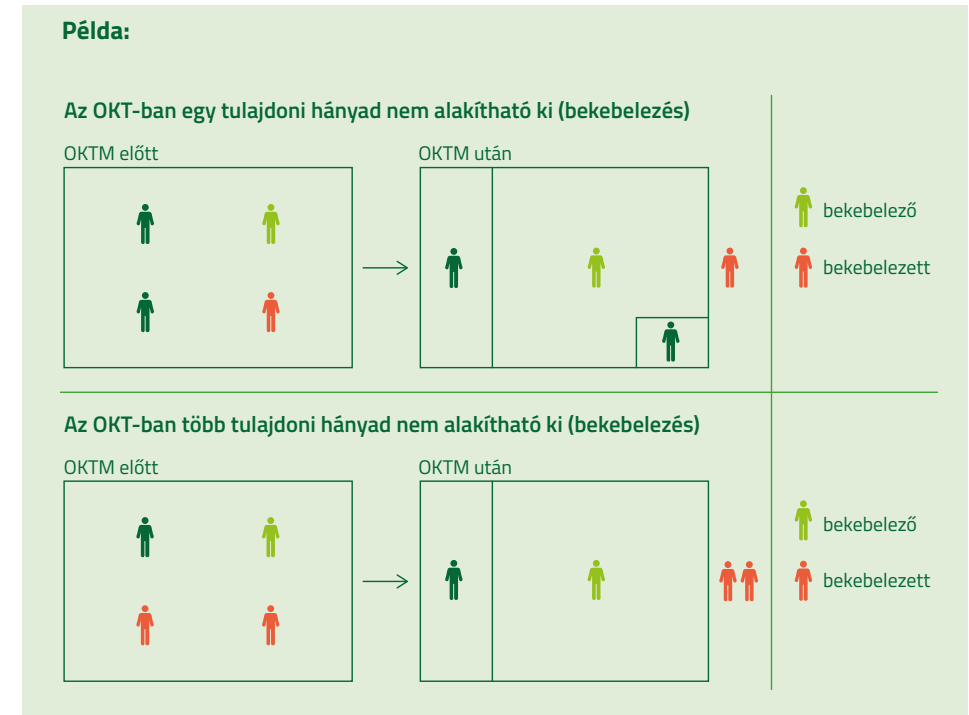 Példa:
Az OKT-ban egy tulajdoni hányad nem alakítható ki (bekebelezés)
OKTM előtt
OKTM után
bekebelező
bekebelezett
Az OKT-ban több tulajdoni hányad nem alakítható ki (bekebelezés)
OKTM előtt
OKTM után
bekebelező
bekebelezett